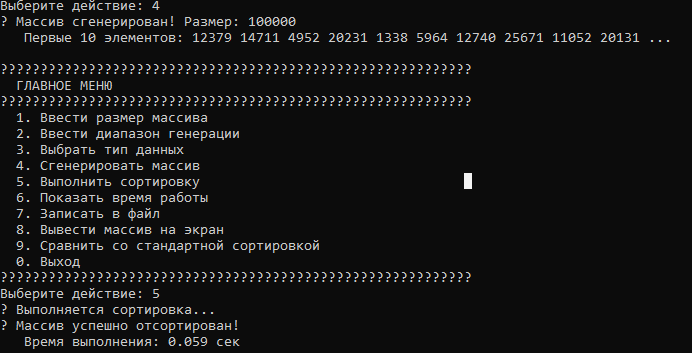 Выберите действие: 4
? Массив сгенерирован! Размер: 100000
Первые 10 элементов: 12379 14711 4952 20231 1338 5964 12740 25671 11052 20131 ...
???????????????????????????????????????????????????????????
ГЛАВНОЕ МЕНЮ
???????????????????????????????????????????????????????????
1. Ввести размер массива
2. Ввести диапазон генерации
3. Выбрать тип данных
4. Сгенерировать массив
5. Выполнить сортировку
6. Показать время работы
7. Записать в файл
8. Вывести массив на экран
9. Сравнить со стандартной сортировкой
0. Выход
???????????????????????????????????????????????????????????
Выберите действие: 5
? Выполняется сортировка...
? Массив успешно отсортирован!
Время выполнения: 0.059 сек